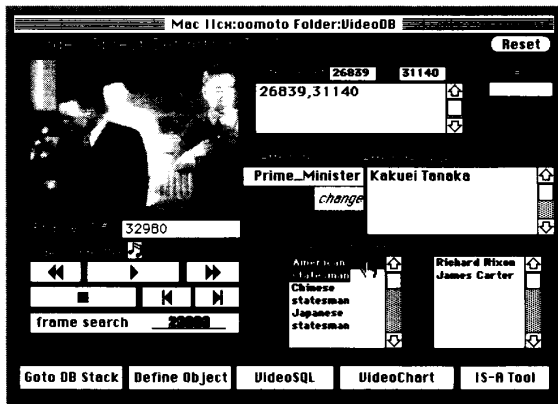 Mac IIcx:oomoto Folder:VideoDB
Reset
26839 31140
26839,31140
Prime_Minister
Kakuei Tanaka
change
32980
American
statesman
Chinese
statesman
Japanese
statesman
Richard Nixon
James Carter
frame search
Goto DB Stack
Define Object
VideoSQL
VideoChart
IS-A Tool